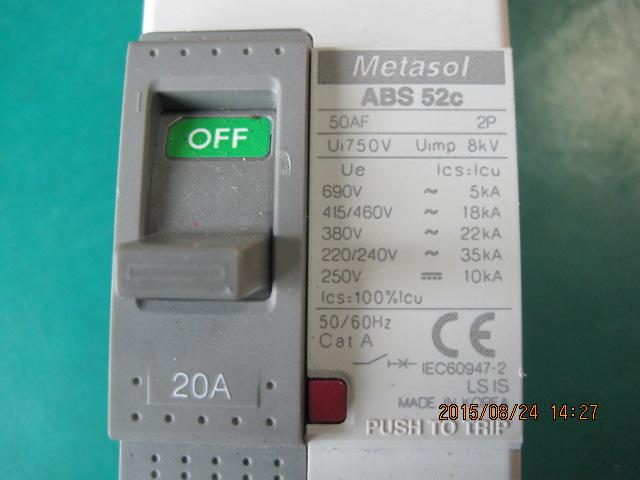 OFF
20A
Metasol
ABS 52c
50AF 2P
Ui750V Uimp 8kV
Ue Ics=Icu
690V ~ 5kA
415/460V ~ 18kA
380V ~ 22kA
220/240V ~ 35kA
250V ⎓ 10kA
Ics=100%Icu
50/60Hz
Cat A
CE
IEC60947-2
LS IS
MADE IN KOREA
PUSH TO TRIP
2015/08/24 14:27